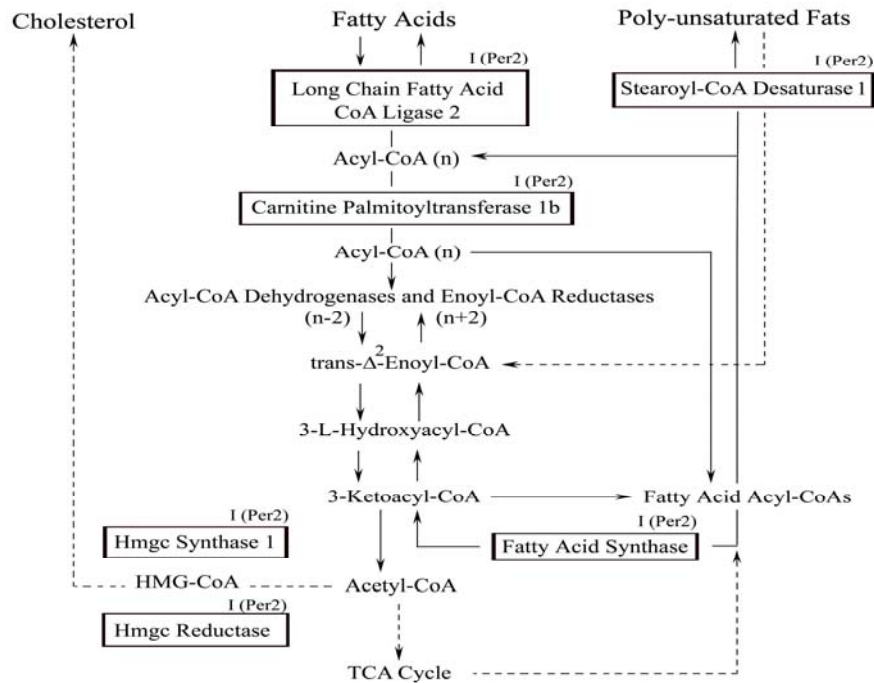 Cholesterol
Fatty Acids
Poly-unsaturated Fats
I (Per2)
Long Chain Fatty Acid
CoA Ligase 2
I (Per2)
Stearoyl-CoA Desaturase 1
Acyl-CoA (n)
I (Per2)
Carnitine Palmitoyltransferase 1b
Acyl-CoA (n)
Acyl-CoA Dehydrogenases and Enoyl-CoA Reductases
(n-2)
(n+2)
trans-Δ²-Enoyl-CoA
3-L-Hydroxyacyl-CoA
3-Ketoacyl-CoA
Fatty Acid Acyl-CoAs
I (Per2)
Hmgc Synthase 1
I (Per2)
Fatty Acid Synthase
HMG-CoA
Acetyl-CoA
I (Per2)
Hmgc Reductase
TCA Cycle